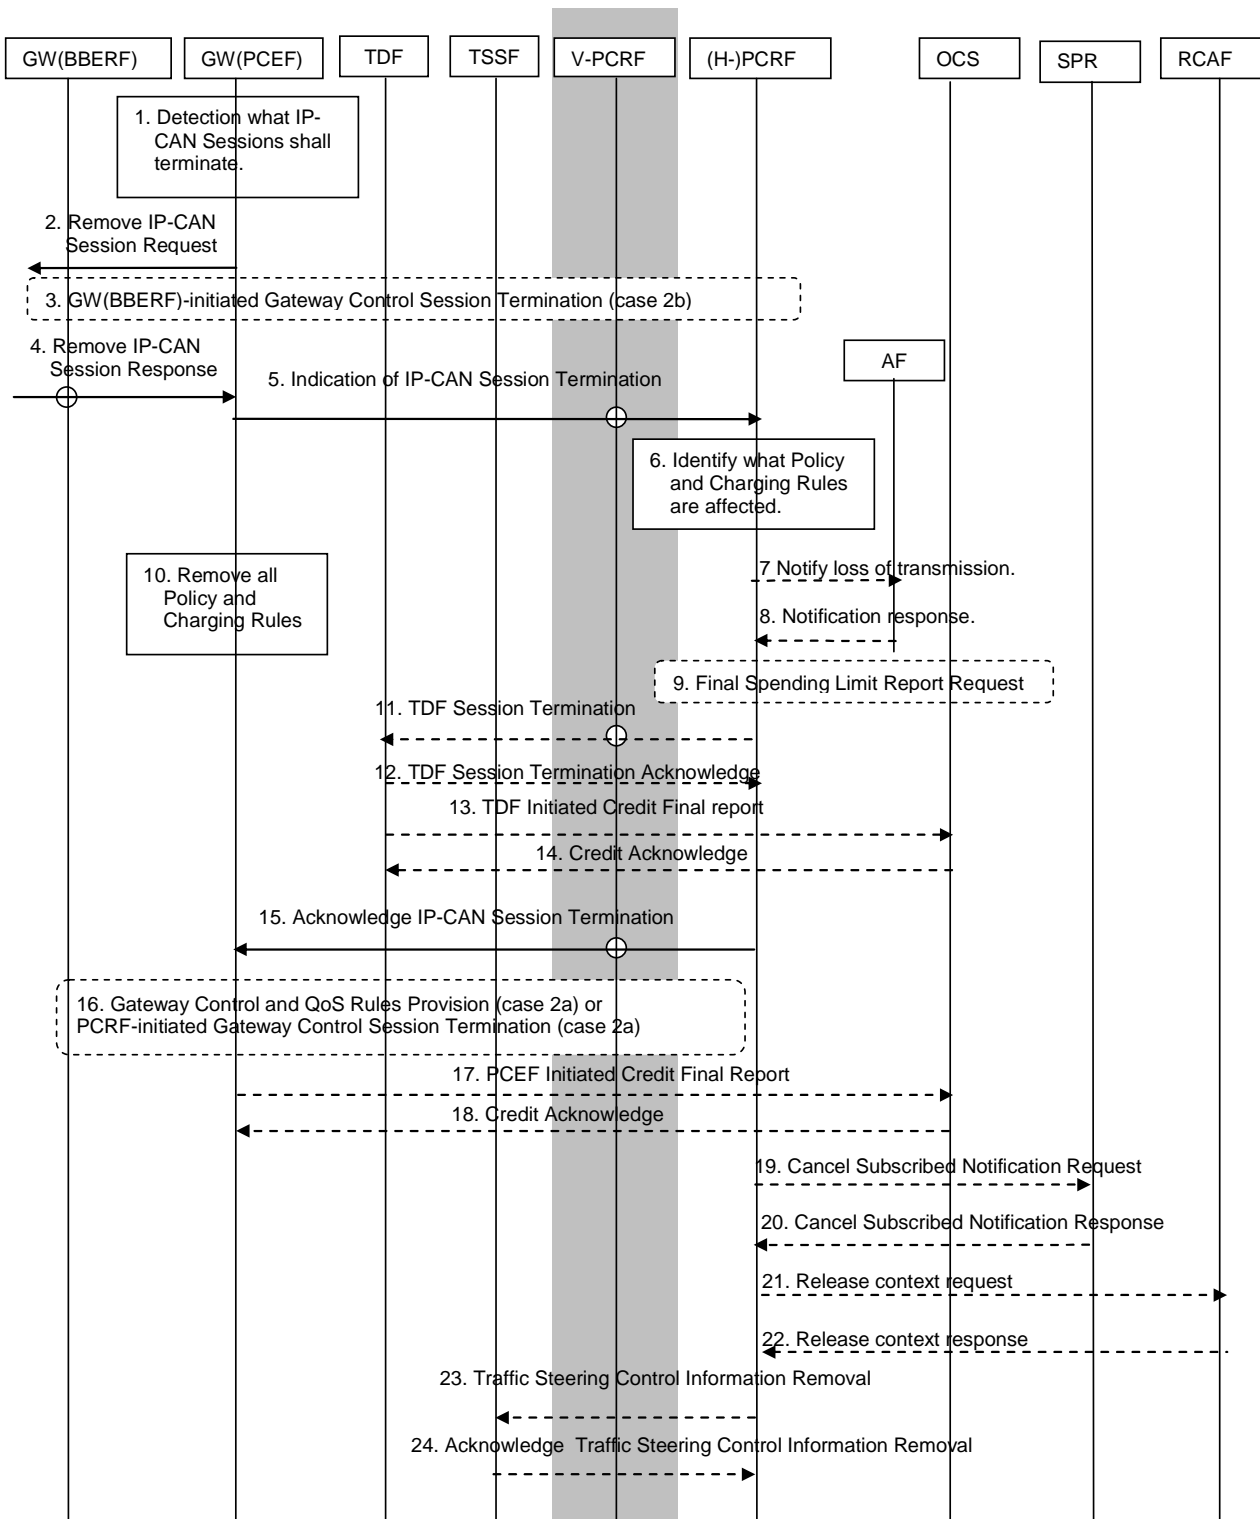 GW(BBERF) GW(PCEF) TDF TSSF V-PCRF (H-)PCRF OCS SPR RCAF
1. Detection what IP-
CAN Sessions shall
terminate.
2. Remove IP-CAN
Session Request
3. GW(BBERF)-initiated Gateway Control Session Termination (case 2b)
4. Remove IP-CAN
Session Response
AF
5. Indication of IP-CAN Session Termination
6. Identify what Policy
and Charging Rules
are affected.
7 Notify loss of transmission.
10. Remove all
Policy and
Charging Rules
8. Notification response.
9. Final Spending Limit Report Request
11. TDF Session Termination
12. TDF Session Termination Acknowledge
13. TDF Initiated Credit Final report
14. Credit Acknowledge
15. Acknowledge IP-CAN Session Termination
16. Gateway Control and QoS Rules Provision (case 2a) or
PCRF-initiated Gateway Control Session Termination (case 2a)
17. PCEF Initiated Credit Final Report
18. Credit Acknowledge
19. Cancel Subscribed Notification Request
20. Cancel Subscribed Notification Response
21. Release context request
22. Release context response
23. Traffic Steering Control Information Removal
24. Acknowledge Traffic Steering Control Information Removal